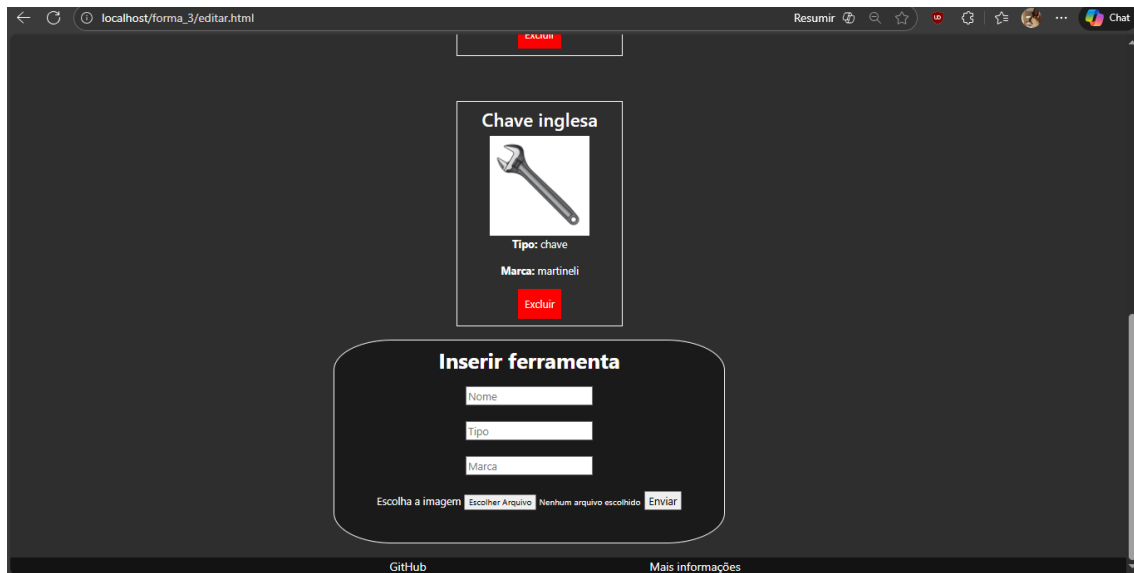 localhost/forma_3/editar.html
Resumir
Chat
Excluir
Chave inglesa
Tipo: chave
Marca: martineli
Excluir
Inserir ferramenta
Nome
Tipo
Marca
Escolha a imagem Escolher Arquivo Nenhum arquivo escolhido Enviar
GitHub Mais informações